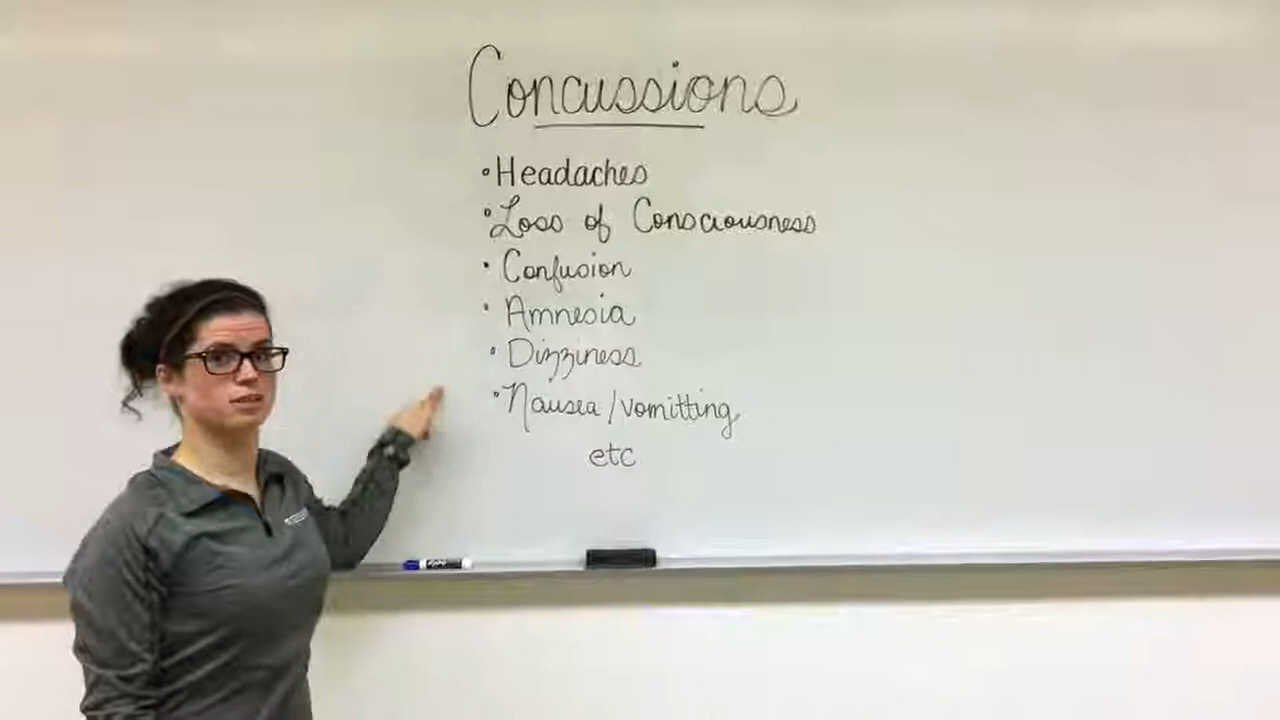 Concussions
• Headaches
• Loss of Consciousness
• Confusion
• Amnesia
• Dizziness
• Nausea/vomitting
etc